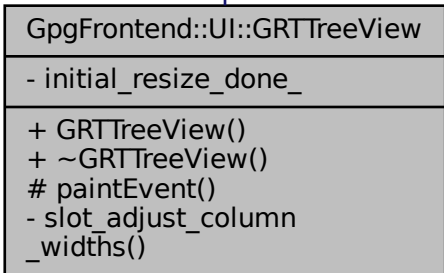 GpgFrontend::UI::GRTTreeView
- initial_resize_done_
+ GRTTreeView()
+ ~GRTTreeView()
# paintEvent()
- slot_adjust_column
_widths()